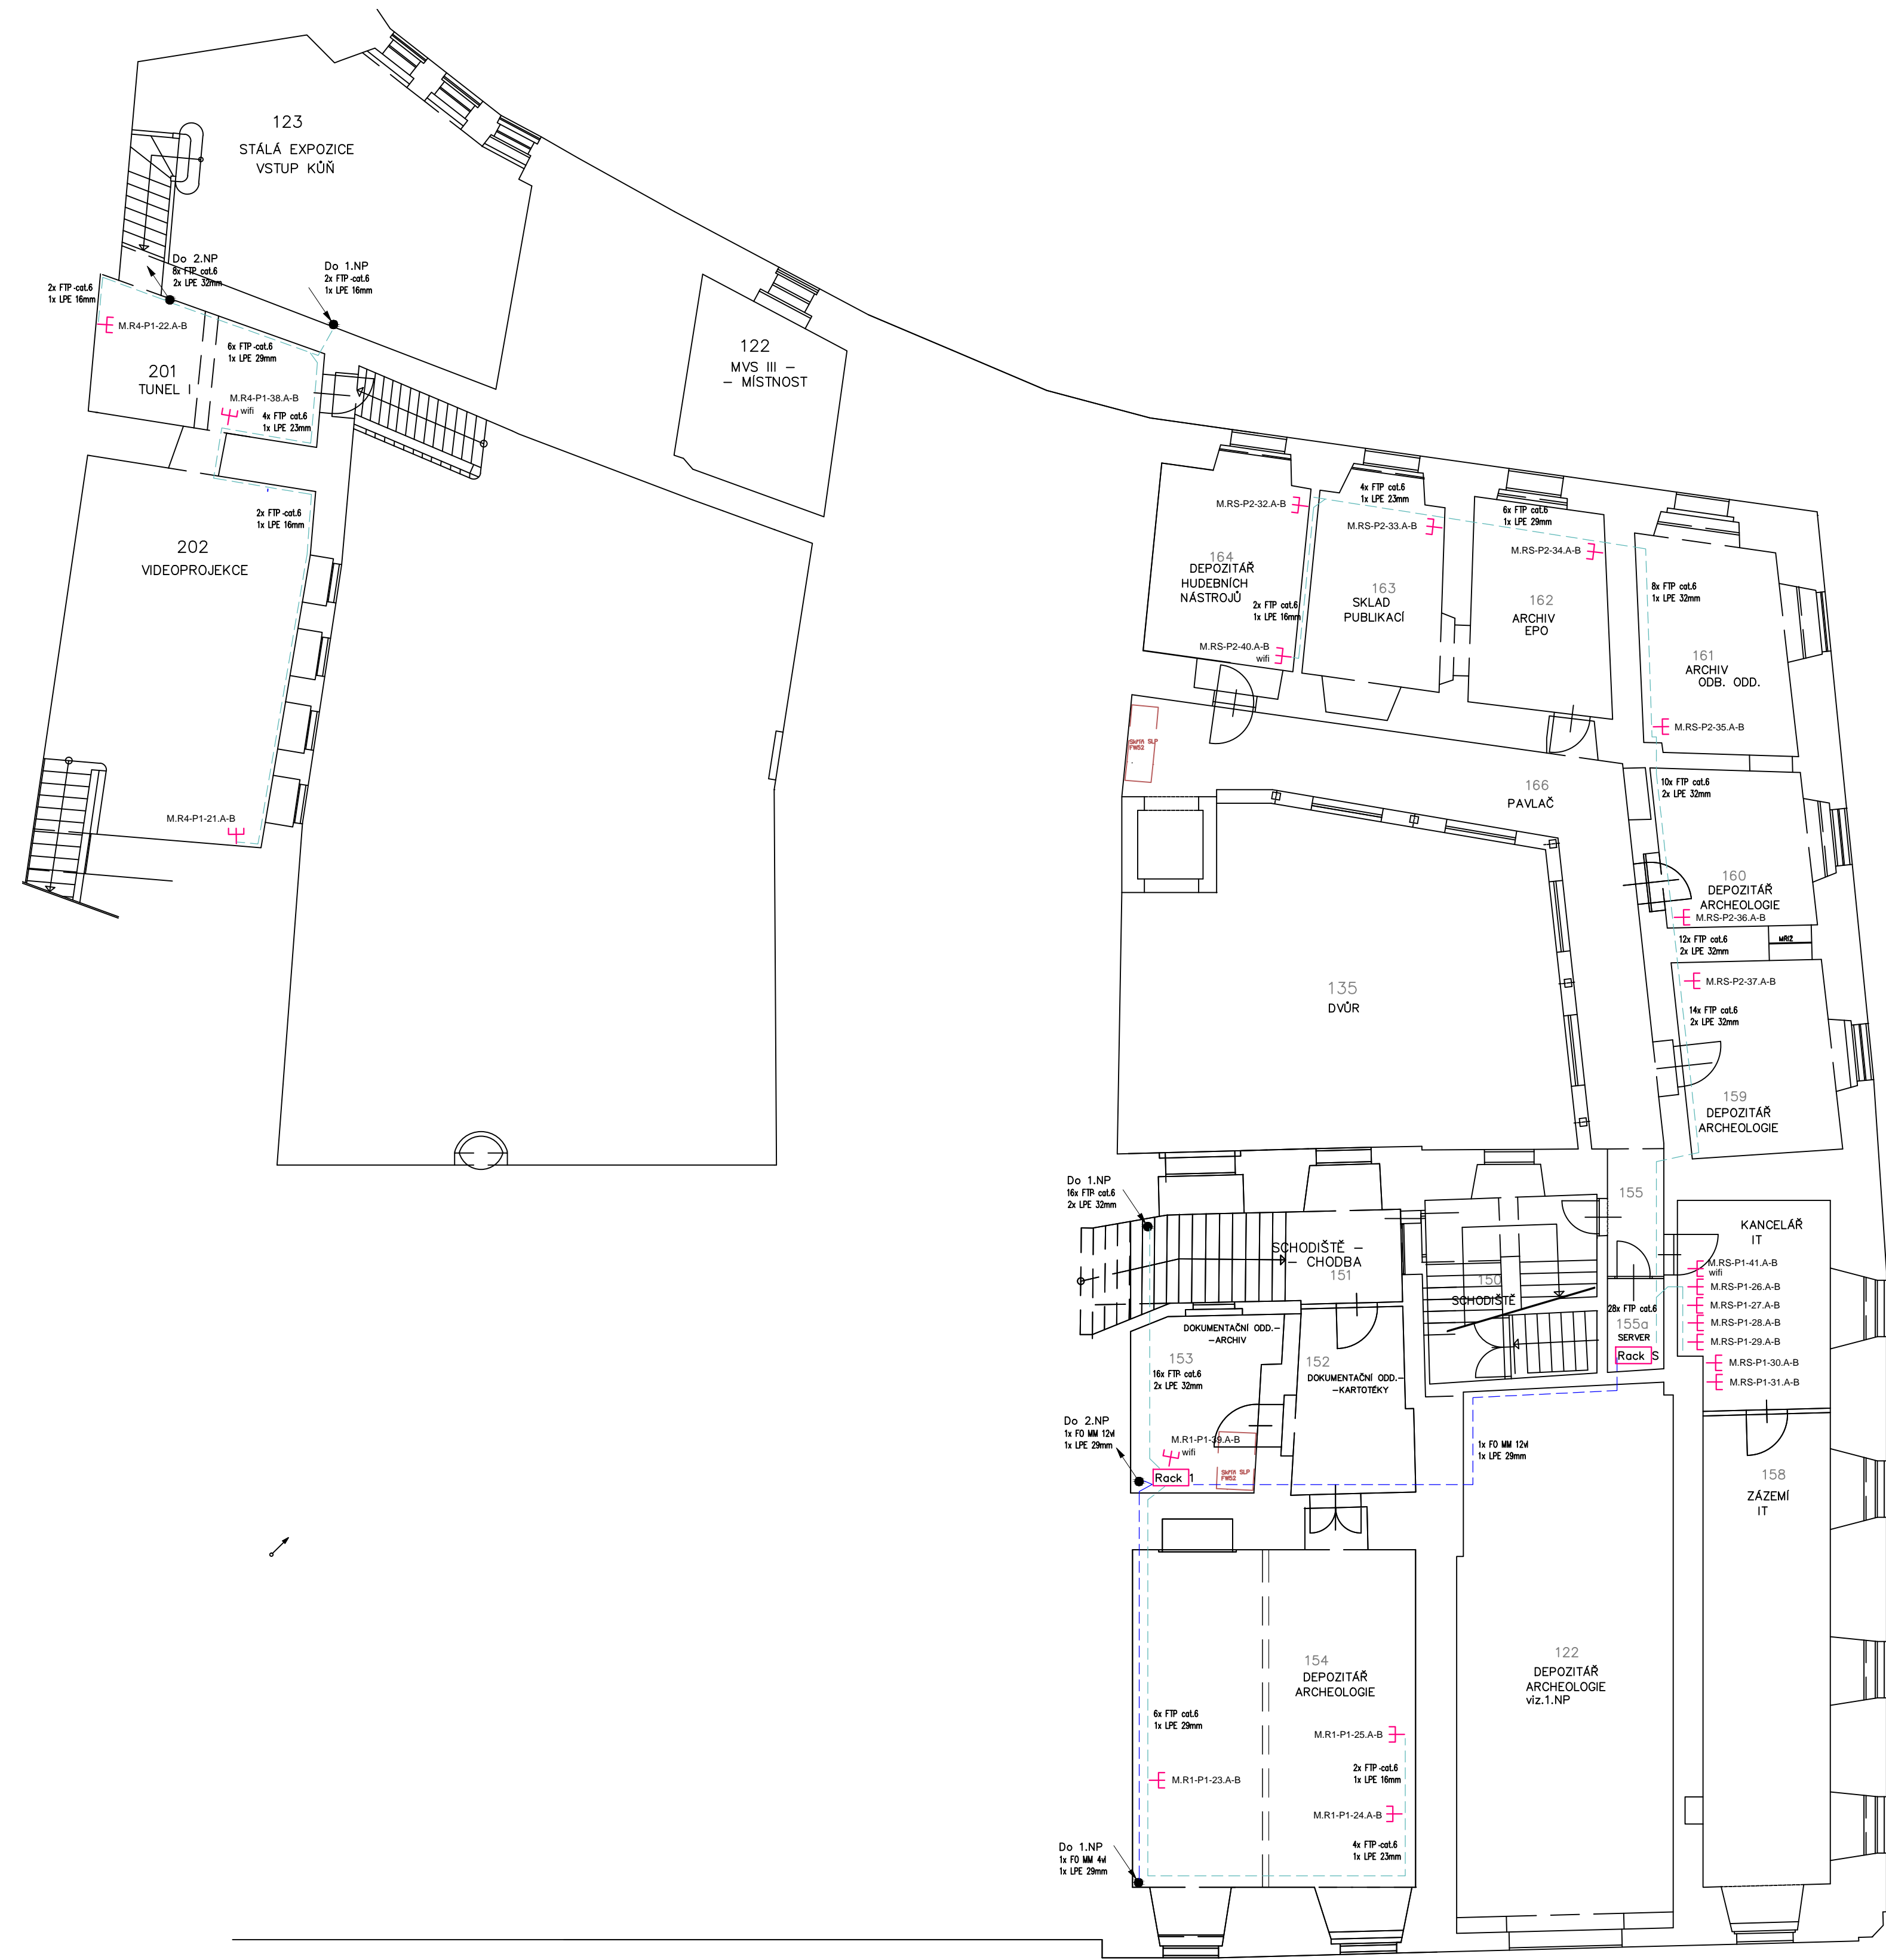 123
STÁLÁ EXPOZICE
VSTUP KŮŇ
Do 2.NP
8x FTP cat.6
2x LPE 32mm
Do 1.NP
2x FTP cat.6
1x LPE 16mm
2x FTP cat.6
1x LPE 16mm
M.R4-P1-22.A-B
6x FTP cat.6
1x LPE 29mm
201
TUNEL I
M.R4-P1-38.A-B
wifi
4x FTP cat.6
1x LPE 23mm
122
MVS III –
– MÍSTNOST
2x FTP cat.6
1x LPE 16mm
202
VIDEOPROJEKCE
M.R4-P1-21.A-B
M.RS-P2-32.A-B
4x FTP cat.6
1x LPE 23mm
M.RS-P2-33.A-B
6x FTP cat.6
1x LPE 29mm
M.RS-P2-34.A-B
164
DEPOZITÁŘ
HUDEBNÍCH
NÁSTROJŮ
2x FTP cat.6
1x LPE 16mm
163
SKLAD
PUBLIKACÍ
162
ARCHIV
EPO
8x FTP cat.6
1x LPE 32mm
M.RS-P2-40.A-B
wifi
161
ARCHIV
ODB. ODD.
M.RS-P2-35.A-B
Skříň SLP
FW52
166
PAVLAČ
10x FTP cat.6
2x LPE 32mm
160
DEPOZITÁŘ
ARCHEOLOGIE
M.RS-P2-36.A-B
12x FTP cat.6
2x LPE 32mm
MŘÍŽ
135
DVŮR
M.RS-P2-37.A-B
14x FTP cat.6
2x LPE 32mm
159
DEPOZITÁŘ
ARCHEOLOGIE
Do 1.NP
16x FTP cat.6
2x LPE 32mm
155
SCHODIŠTĚ –
– CHODBA
151
150
SCHODIŠTĚ
KANCELÁŘ
IT
M.RS-P1-41.A-B
wifi
M.RS-P1-26.A-B
M.RS-P1-27.A-B
M.RS-P1-28.A-B
M.RS-P1-29.A-B
M.RS-P1-30.A-B
M.RS-P1-31.A-B
28x FTP cat.6
155a
SERVER
Rack S
DOKUMENTAČNÍ ODD.–
–ARCHIV
153
16x FTP cat.6
2x LPE 32mm
152
DOKUMENTAČNÍ ODD.–
–KARTOTÉKY
Do 2.NP
1x FO MM 12vl
1x LPE 29mm
M.R1-P1-39.A-B
wifi
Rack 1
Skříň SLP
FW52
1x FO MM 12vl
1x LPE 29mm
158
ZÁZEMÍ
IT
154
DEPOZITÁŘ
ARCHEOLOGIE
122
DEPOZITÁŘ
ARCHEOLOGIE
viz.1.NP
6x FTP cat.6
1x LPE 29mm
M.R1-P1-25.A-B
2x FTP cat.6
1x LPE 16mm
M.R1-P1-23.A-B
M.R1-P1-24.A-B
4x FTP cat.6
1x LPE 23mm
Do 1.NP
1x FO MM 4vl
1x LPE 29mm